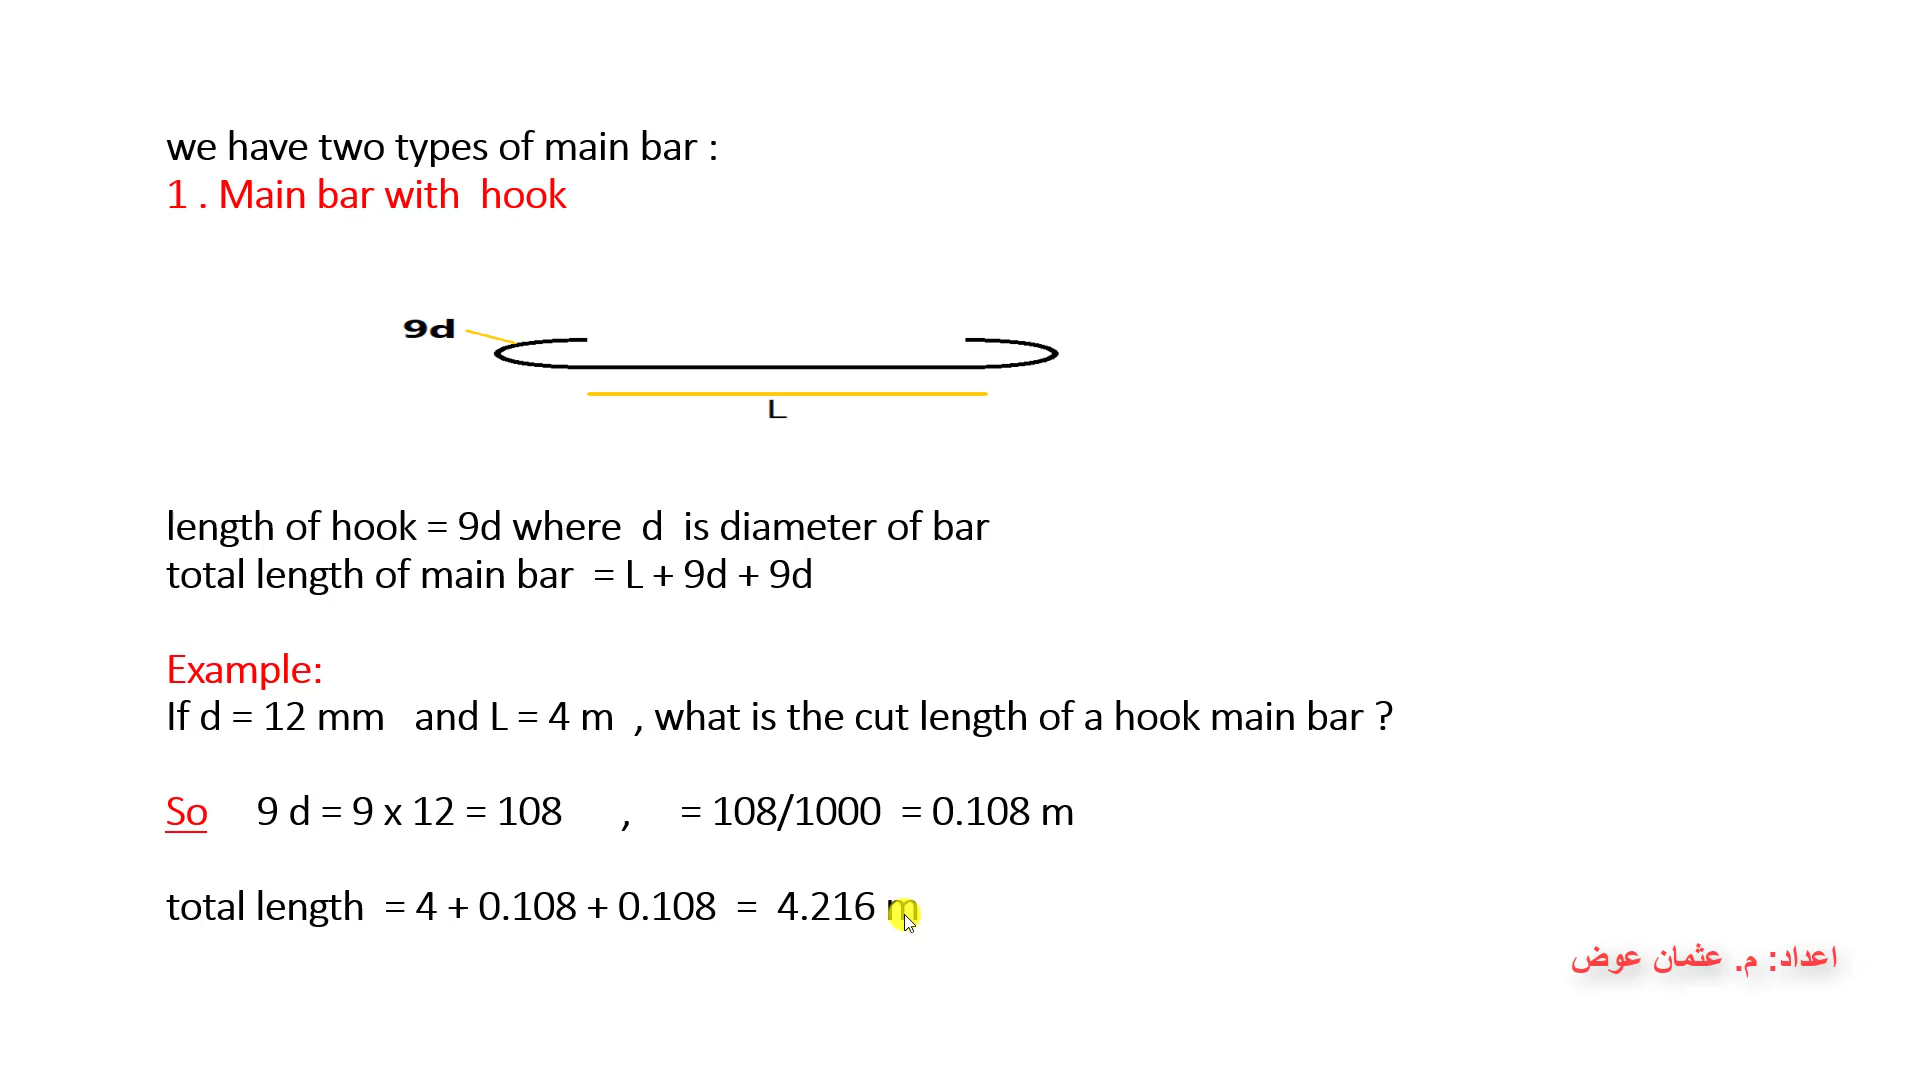 we have two types of main bar :
1 . Main bar with hook
9d
L
length of hook = 9d where d is diameter of bar
total length of main bar = L + 9d + 9d
Example:
If d = 12 mm and L = 4 m , what is the cut length of a hook main bar ?
So 9 d = 9 x 12 = 108 , = 108/1000 = 0.108 m
total length = 4 + 0.108 + 0.108 = 4.216 m
اعداد: م. عثمان عوض